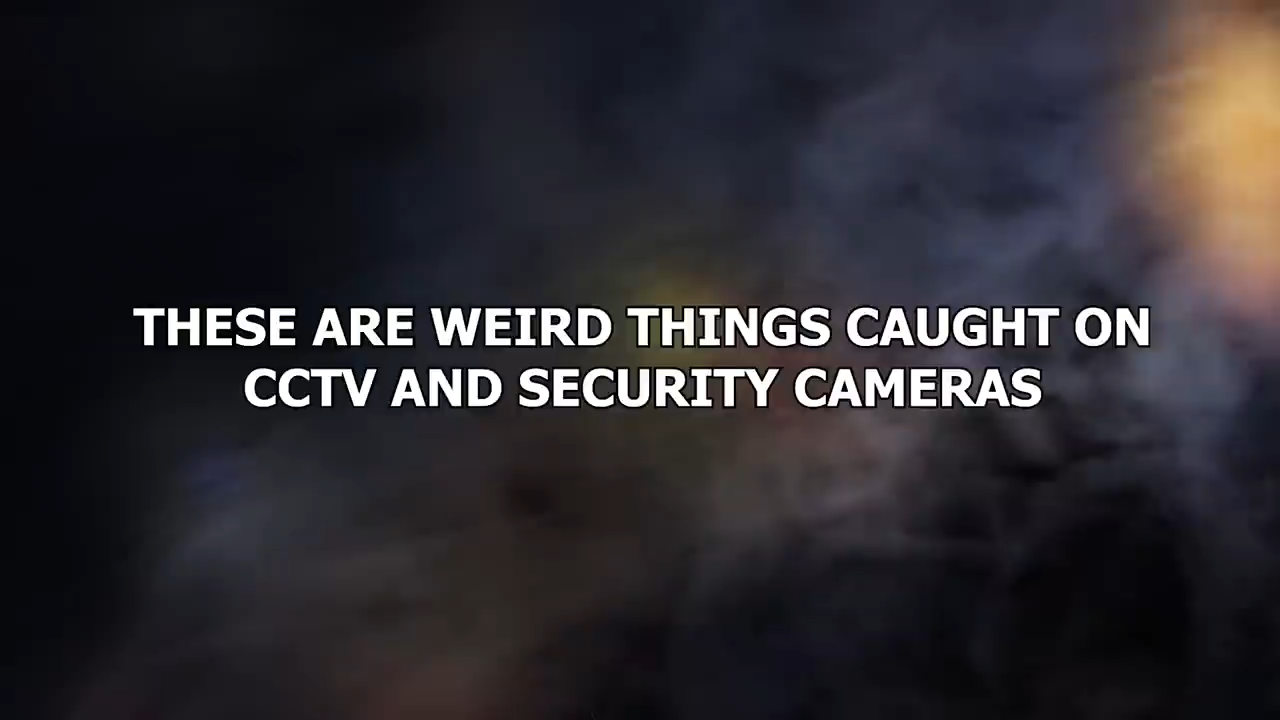 THESE ARE WEIRD THINGS CAUGHT ON
CCTV AND SECURITY CAMERAS